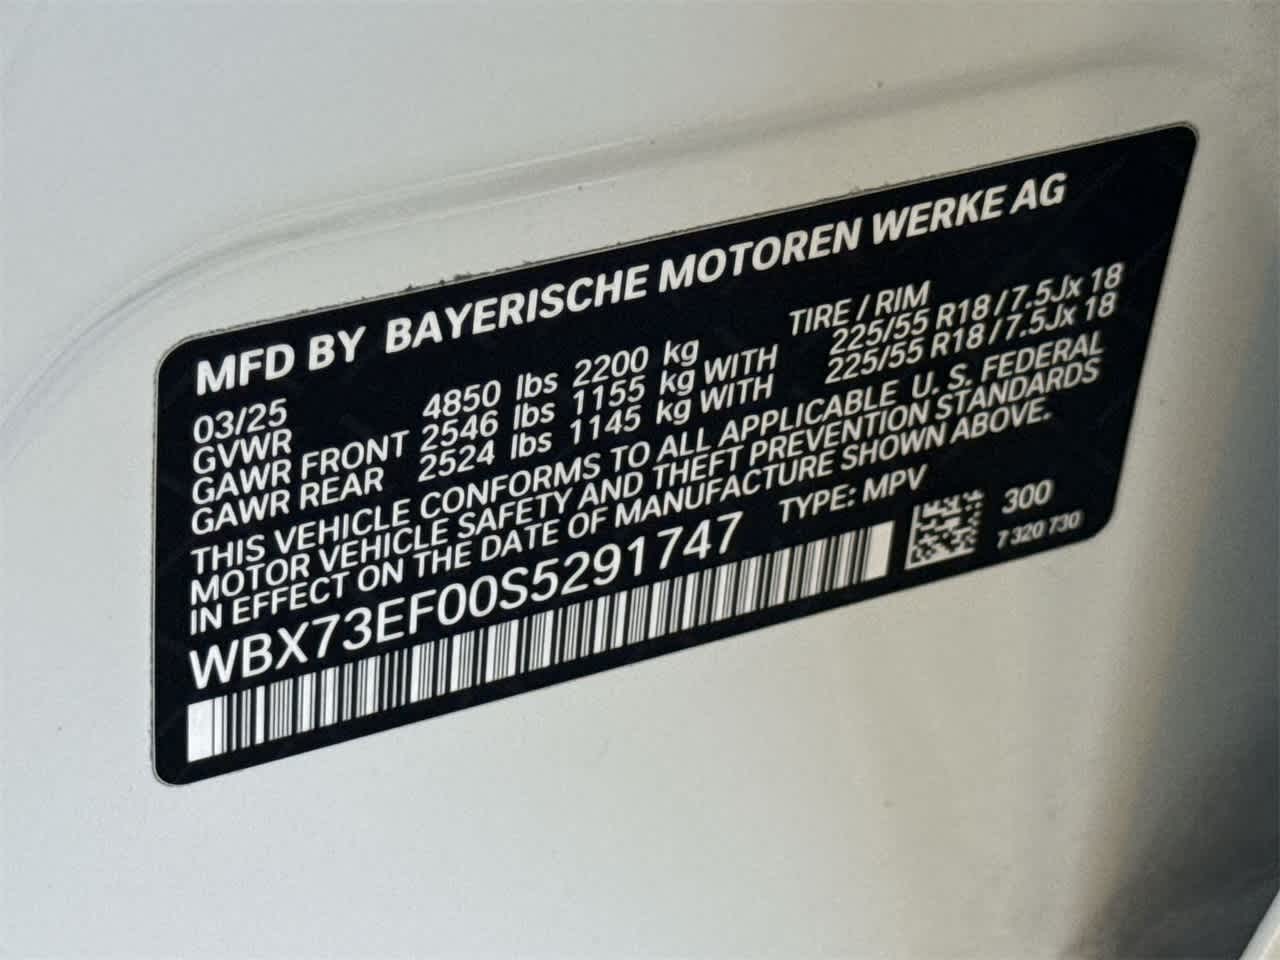 MFD BY BAYERISCHE MOTOREN WERKE AG
03/25 TIRE / RIM
GVWR 4850 lbs 2200 kg
GAWR FRONT 2546 lbs 1155 kg WITH 225/55 R18 / 7.5Jx 18
GAWR REAR 2524 lbs 1145 kg WITH 225/55 R18 / 7.5Jx 18
THIS VEHICLE CONFORMS TO ALL APPLICABLE U. S. FEDERAL
MOTOR VEHICLE SAFETY AND THEFT PREVENTION STANDARDS
IN EFFECT ON THE DATE OF MANUFACTURE SHOWN ABOVE.
WBX73EF00S5291747 TYPE: MPV
300
7 320 730